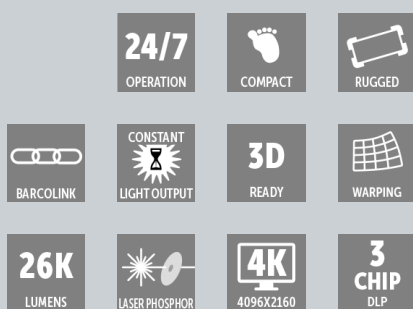 24/7
OPERATION
COMPACT
RUGGED
BARCOLINK
CONSTANT
LIGHT OUTPUT
3D
READY
WARPING
26K
LUMENS
LASER PHOSPHOR
4K
4096X2160
3
CHIP
DLP